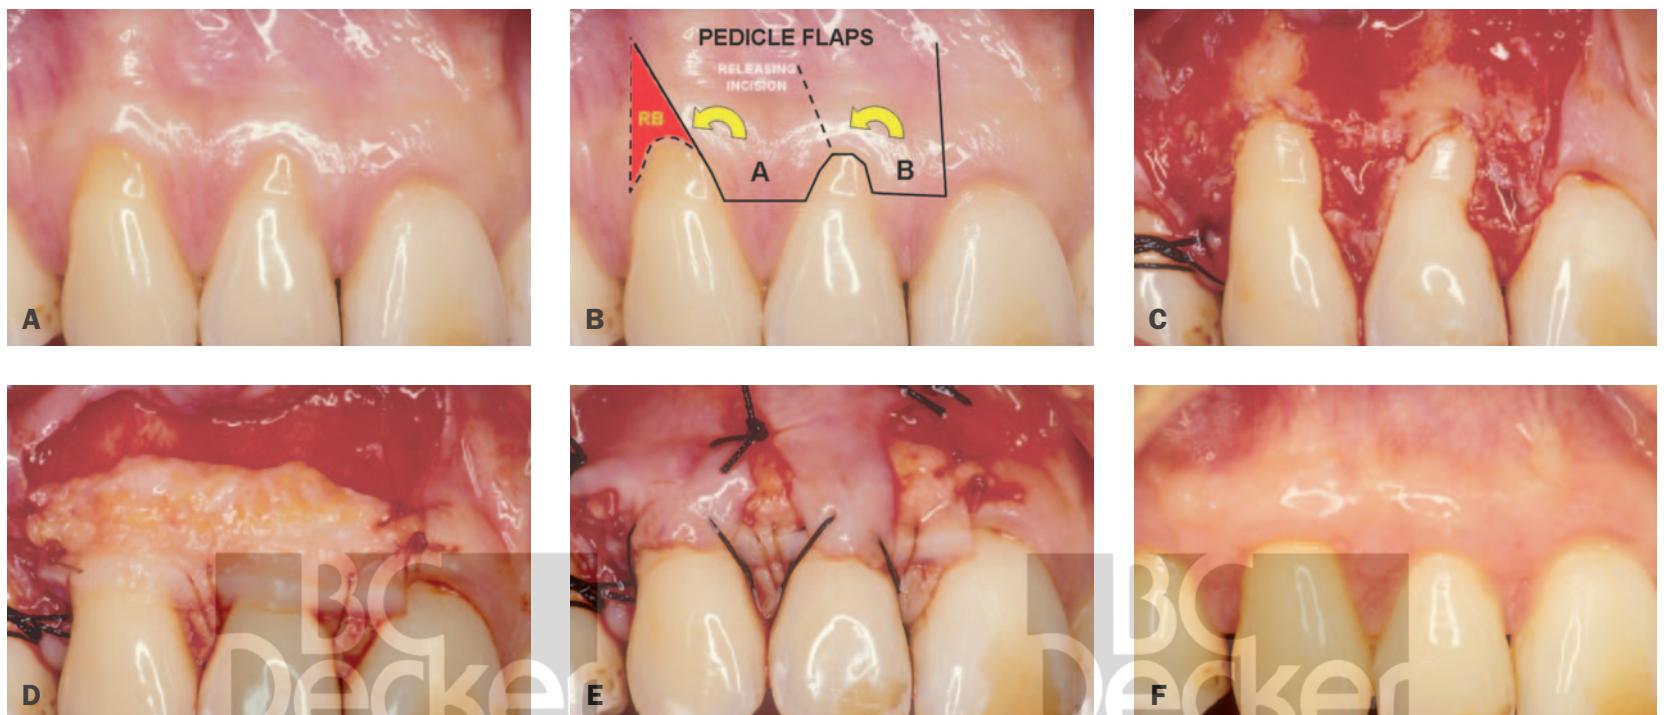 PEDICLE FLAPS
RELEASING
INCISION
RB
A
B
A
B
C
D
E
F
BC
Decker
BC
Decker